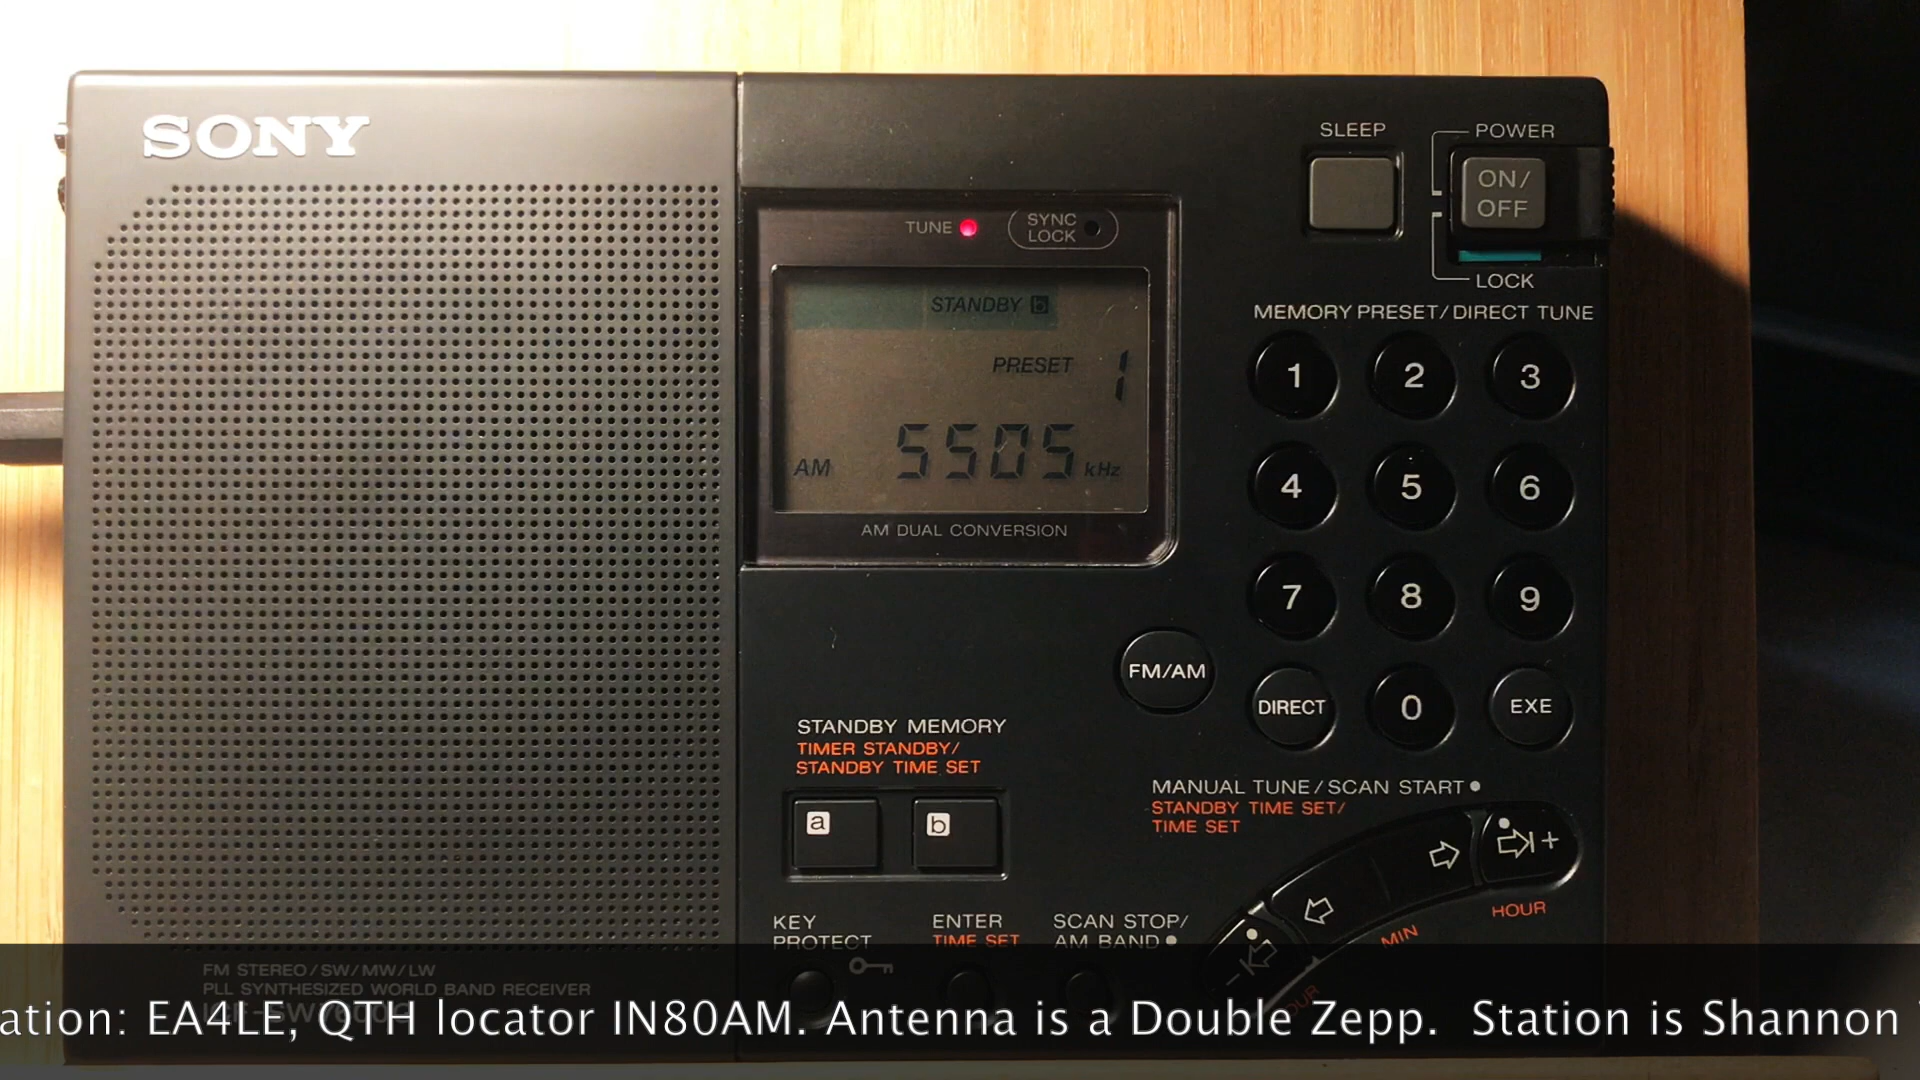 SONY
SLEEP
POWER
ON/
OFF
LOCK
TUNE
SYNC
LOCK
STANDBY b
PRESET 1
AM 5505 kHz
AM DUAL CONVERSION
MEMORY PRESET/DIRECT TUNE
1 2 3
4 5 6
7 8 9
FM/AM
DIRECT 0 EXE
STANDBY MEMORY
TIMER STANDBY/
STANDBY TIME SET
a b
MANUAL TUNE/SCAN START
STANDBY TIME SET/
TIME SET
+
HOUR
MIN
KEY
PROTECT
ENTER
TIME SET
SCAN STOP/
AM BAND
FM STEREO/SW/MW/LW
PLL SYNTHESIZED WORLD BAND RECEIVER
ation: EA4LE, QTH locator IN80AM. Antenna is a Double Zepp. Station is Shannon